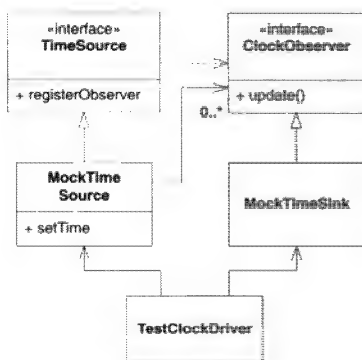 «interface»
TimeSource
+ registerObserver
«interface»
ClockObserver
+ update()
0..*
MockTime
Source
+ setTime
MockTimeSink
TestClockDriver